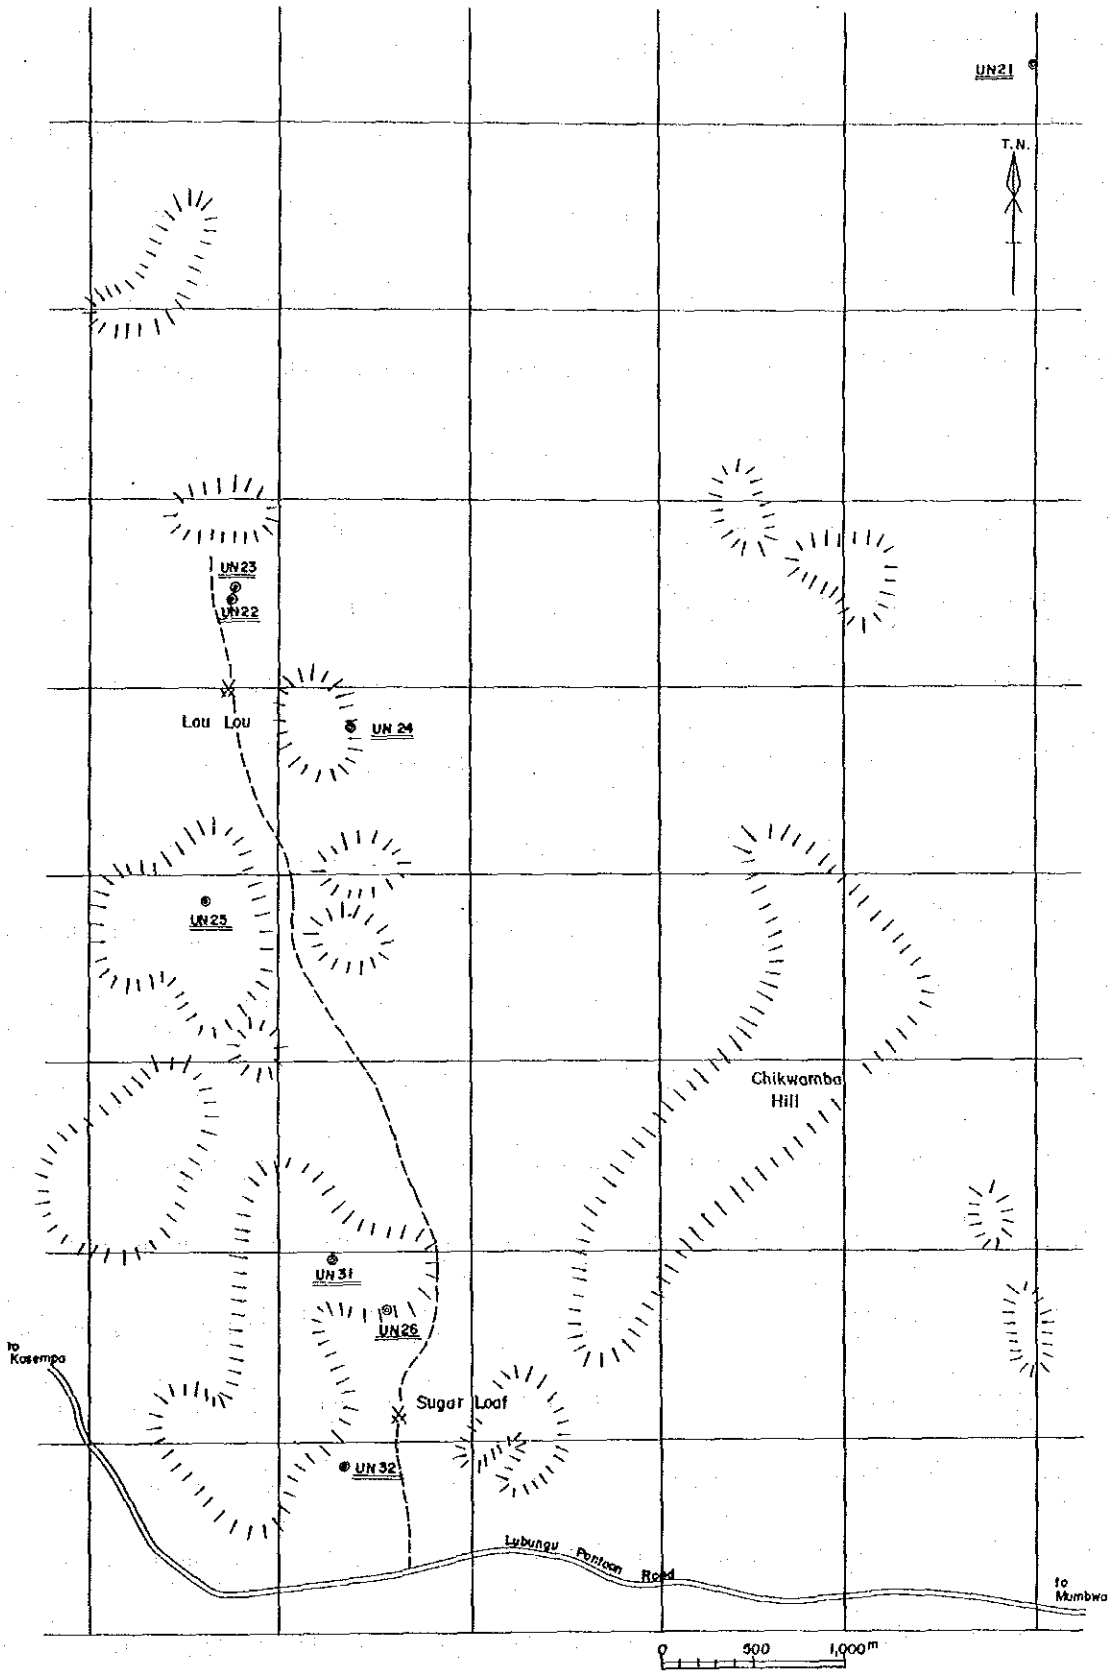 UN21
T.N.
UN23
UN22
Lou Lou
UN 24
UN25
Chikwamba
Hill
UN31
UN26
to
Kasempa
Sugar Loaf
UN32
Lubungu Pontoon Road
to
Mumbwa
0 500 1,000m